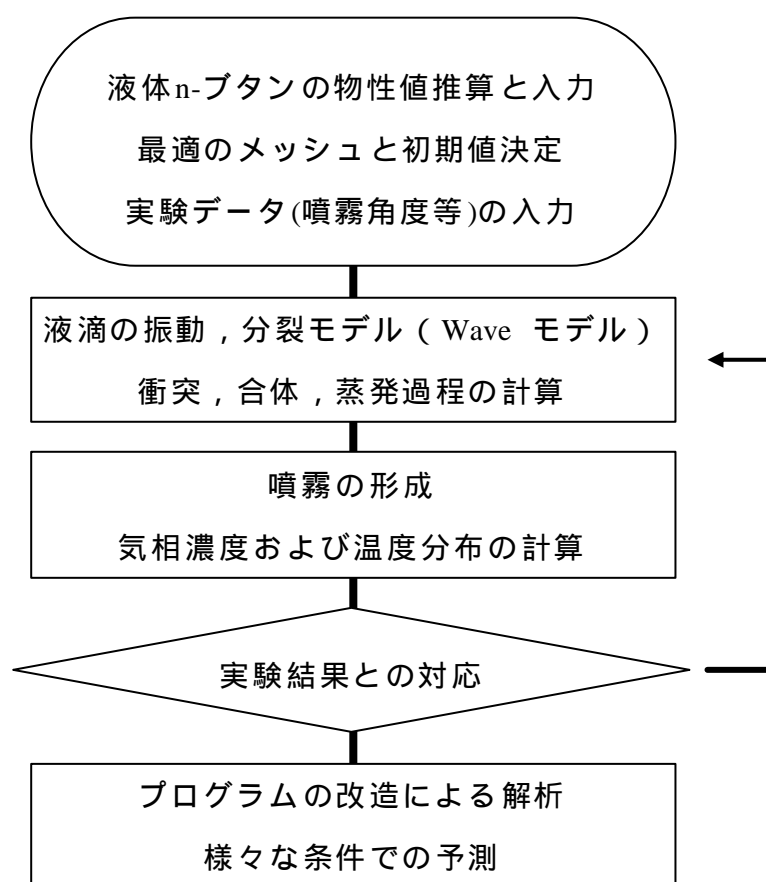 液体n-ブタンの物性値推算と入力
最適のメッシュと初期値決定
実験データ(噴霧角度等)の入力
液滴の振動，分裂モデル（Wave モデル）
衝突，合体，蒸発過程の計算
噴霧の形成
気相濃度および温度分布の計算
実験結果との対応
プログラムの改造による解析
様々な条件での予測